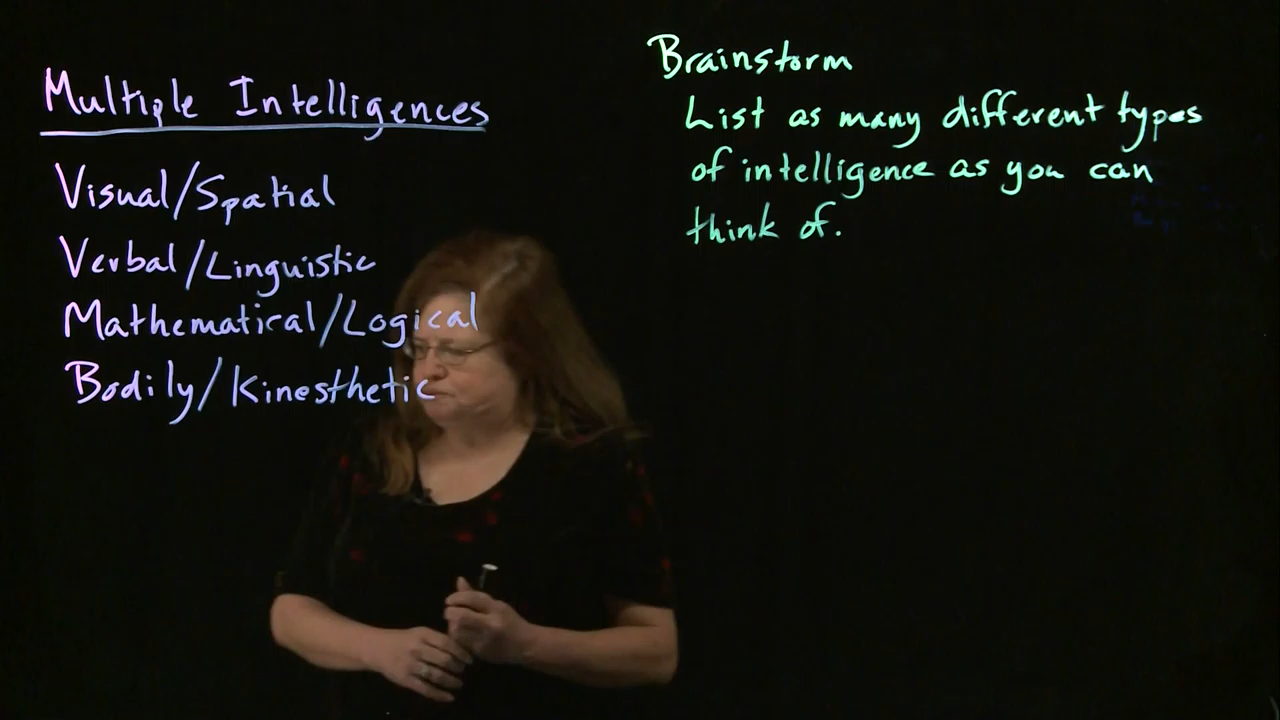 Multiple Intelligences
Visual/Spatial
Verbal/Linguistic
Mathematical/Logical
Bodily/Kinesthetic
Brainstorm
List as many different types
of intelligence as you can
think of.